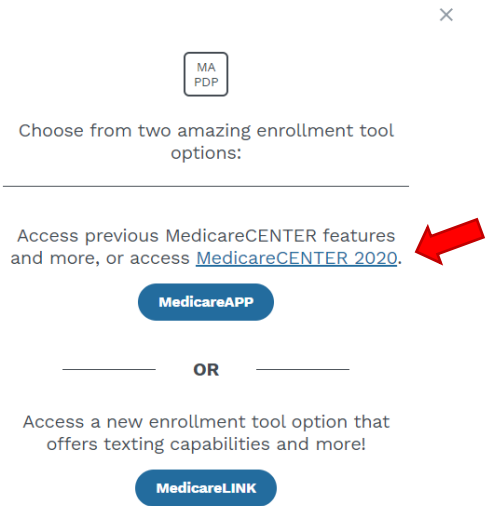 MA
PDP
Choose from two amazing enrollment tool
options:
Access previous MedicareCENTER features
and more, or access MedicareCENTER 2020.
MedicareAPP
OR
Access a new enrollment tool option that
offers texting capabilities and more!
MedicareLINK